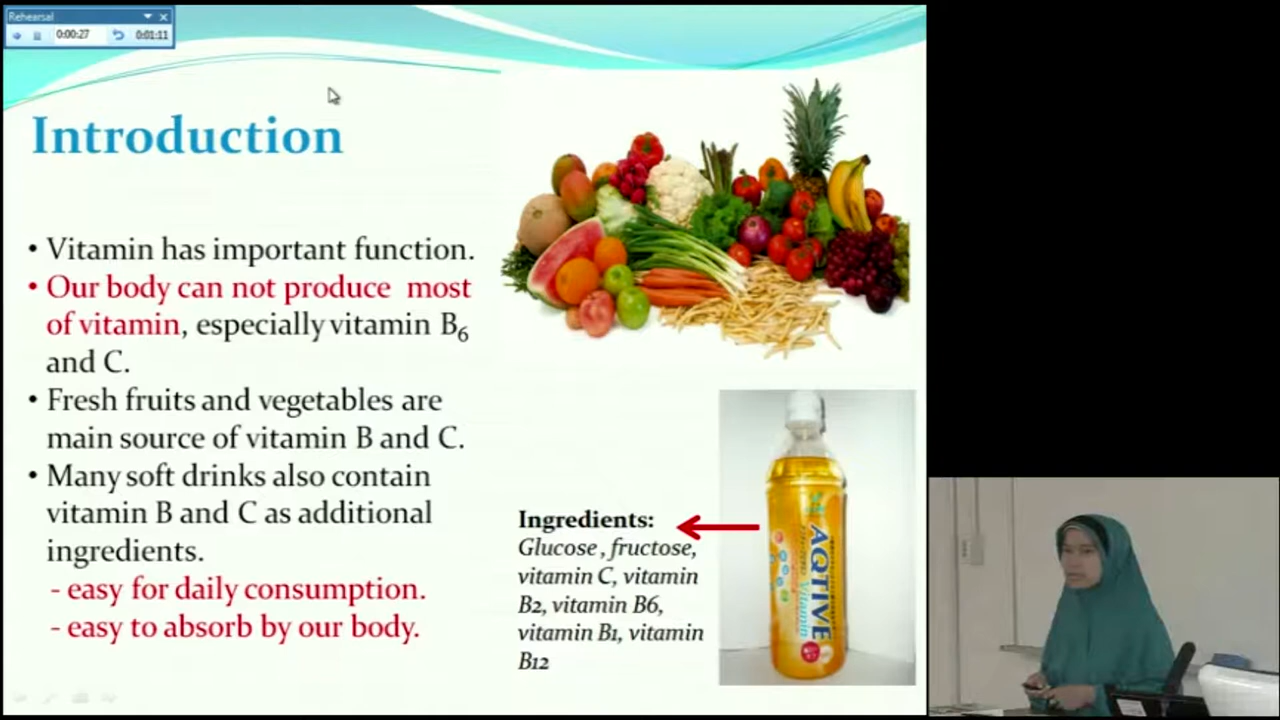 Rehearsal
0:00:27 0:01:11
Introduction
• Vitamin has important function.
• Our body can not produce most
of vitamin, especially vitamin B₆
and C.
• Fresh fruits and vegetables are
main source of vitamin B and C.
• Many soft drinks also contain
vitamin B and C as additional
ingredients.
- easy for daily consumption.
- easy to absorb by our body.
Ingredients:
Glucose , fructose,
vitamin C, vitamin
B2, vitamin B6,
vitamin B1, vitamin
B12
AQTIVE
Vitamin